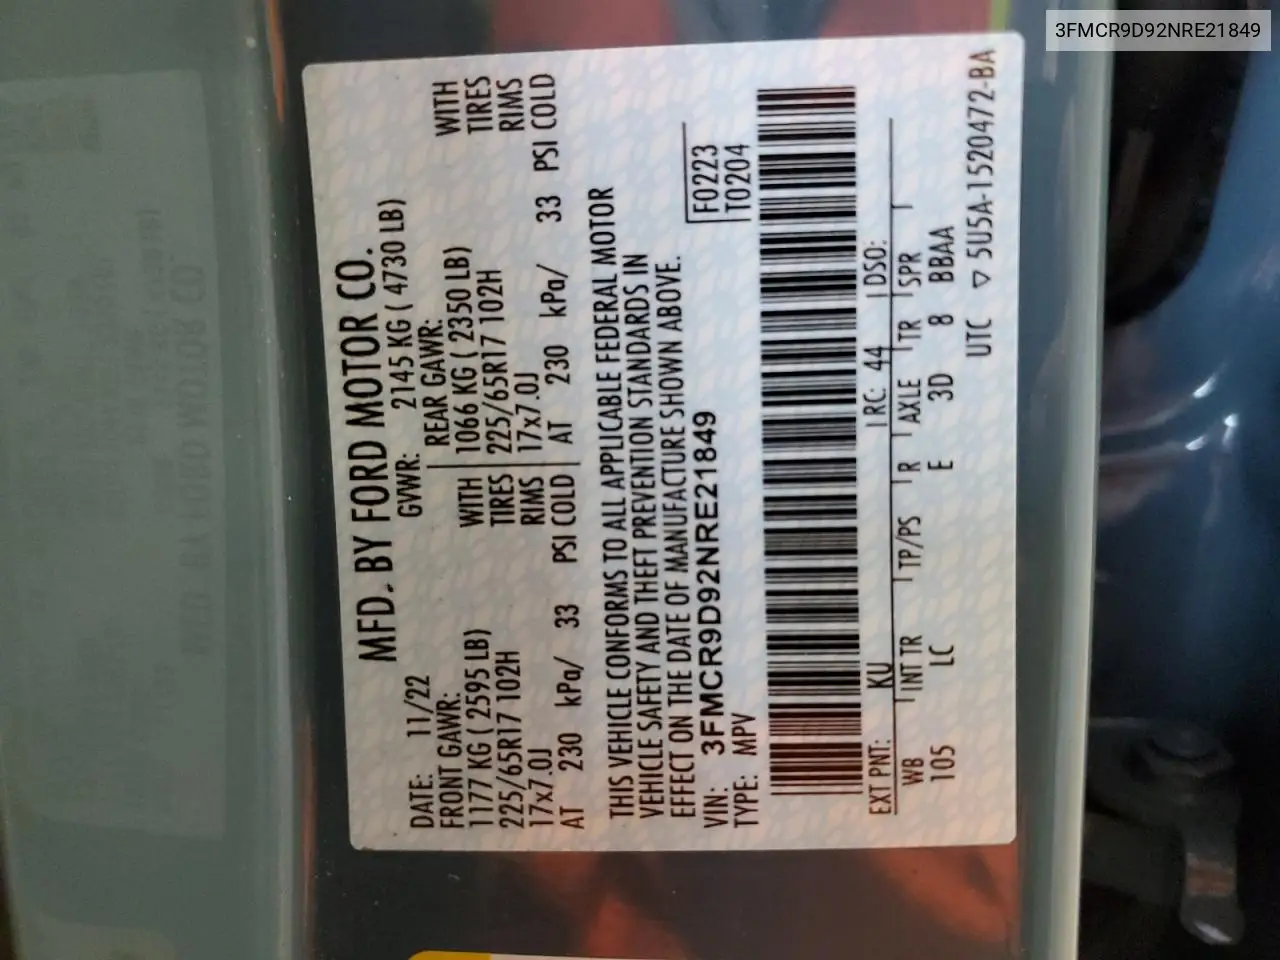 3FMCR9D92NRE21849
MFD. BY FORD MOTOR CO.
DATE: 11/22 GVWR: 2145 KG ( 4730 LB)
FRONT GAWR: REAR GAWR:
1177 KG ( 2595 LB) WITH 1066 KG ( 2350 LB) WITH
225/65R17 102H TIRES 225/65R17 102H TIRES
17x7.0J RIMS 17x7.0J RIMS
AT 230 kPa/ 33 PSI COLD AT 230 kPa/ 33 PSI COLD
THIS VEHICLE CONFORMS TO ALL APPLICABLE FEDERAL MOTOR
VEHICLE SAFETY AND THEFT PREVENTION STANDARDS IN
EFFECT ON THE DATE OF MANUFACTURE SHOWN ABOVE.
VIN: 3FMCR9D92NRE21849 F0223
TYPE: MPV T0204
EXT PNT: KU RC: 44 DSO:
WB INT TR TP/PS R AXLE TR SPR
105 LC E 3D 8 BBAA
UTC ▽ 5U5A-1520472-BA